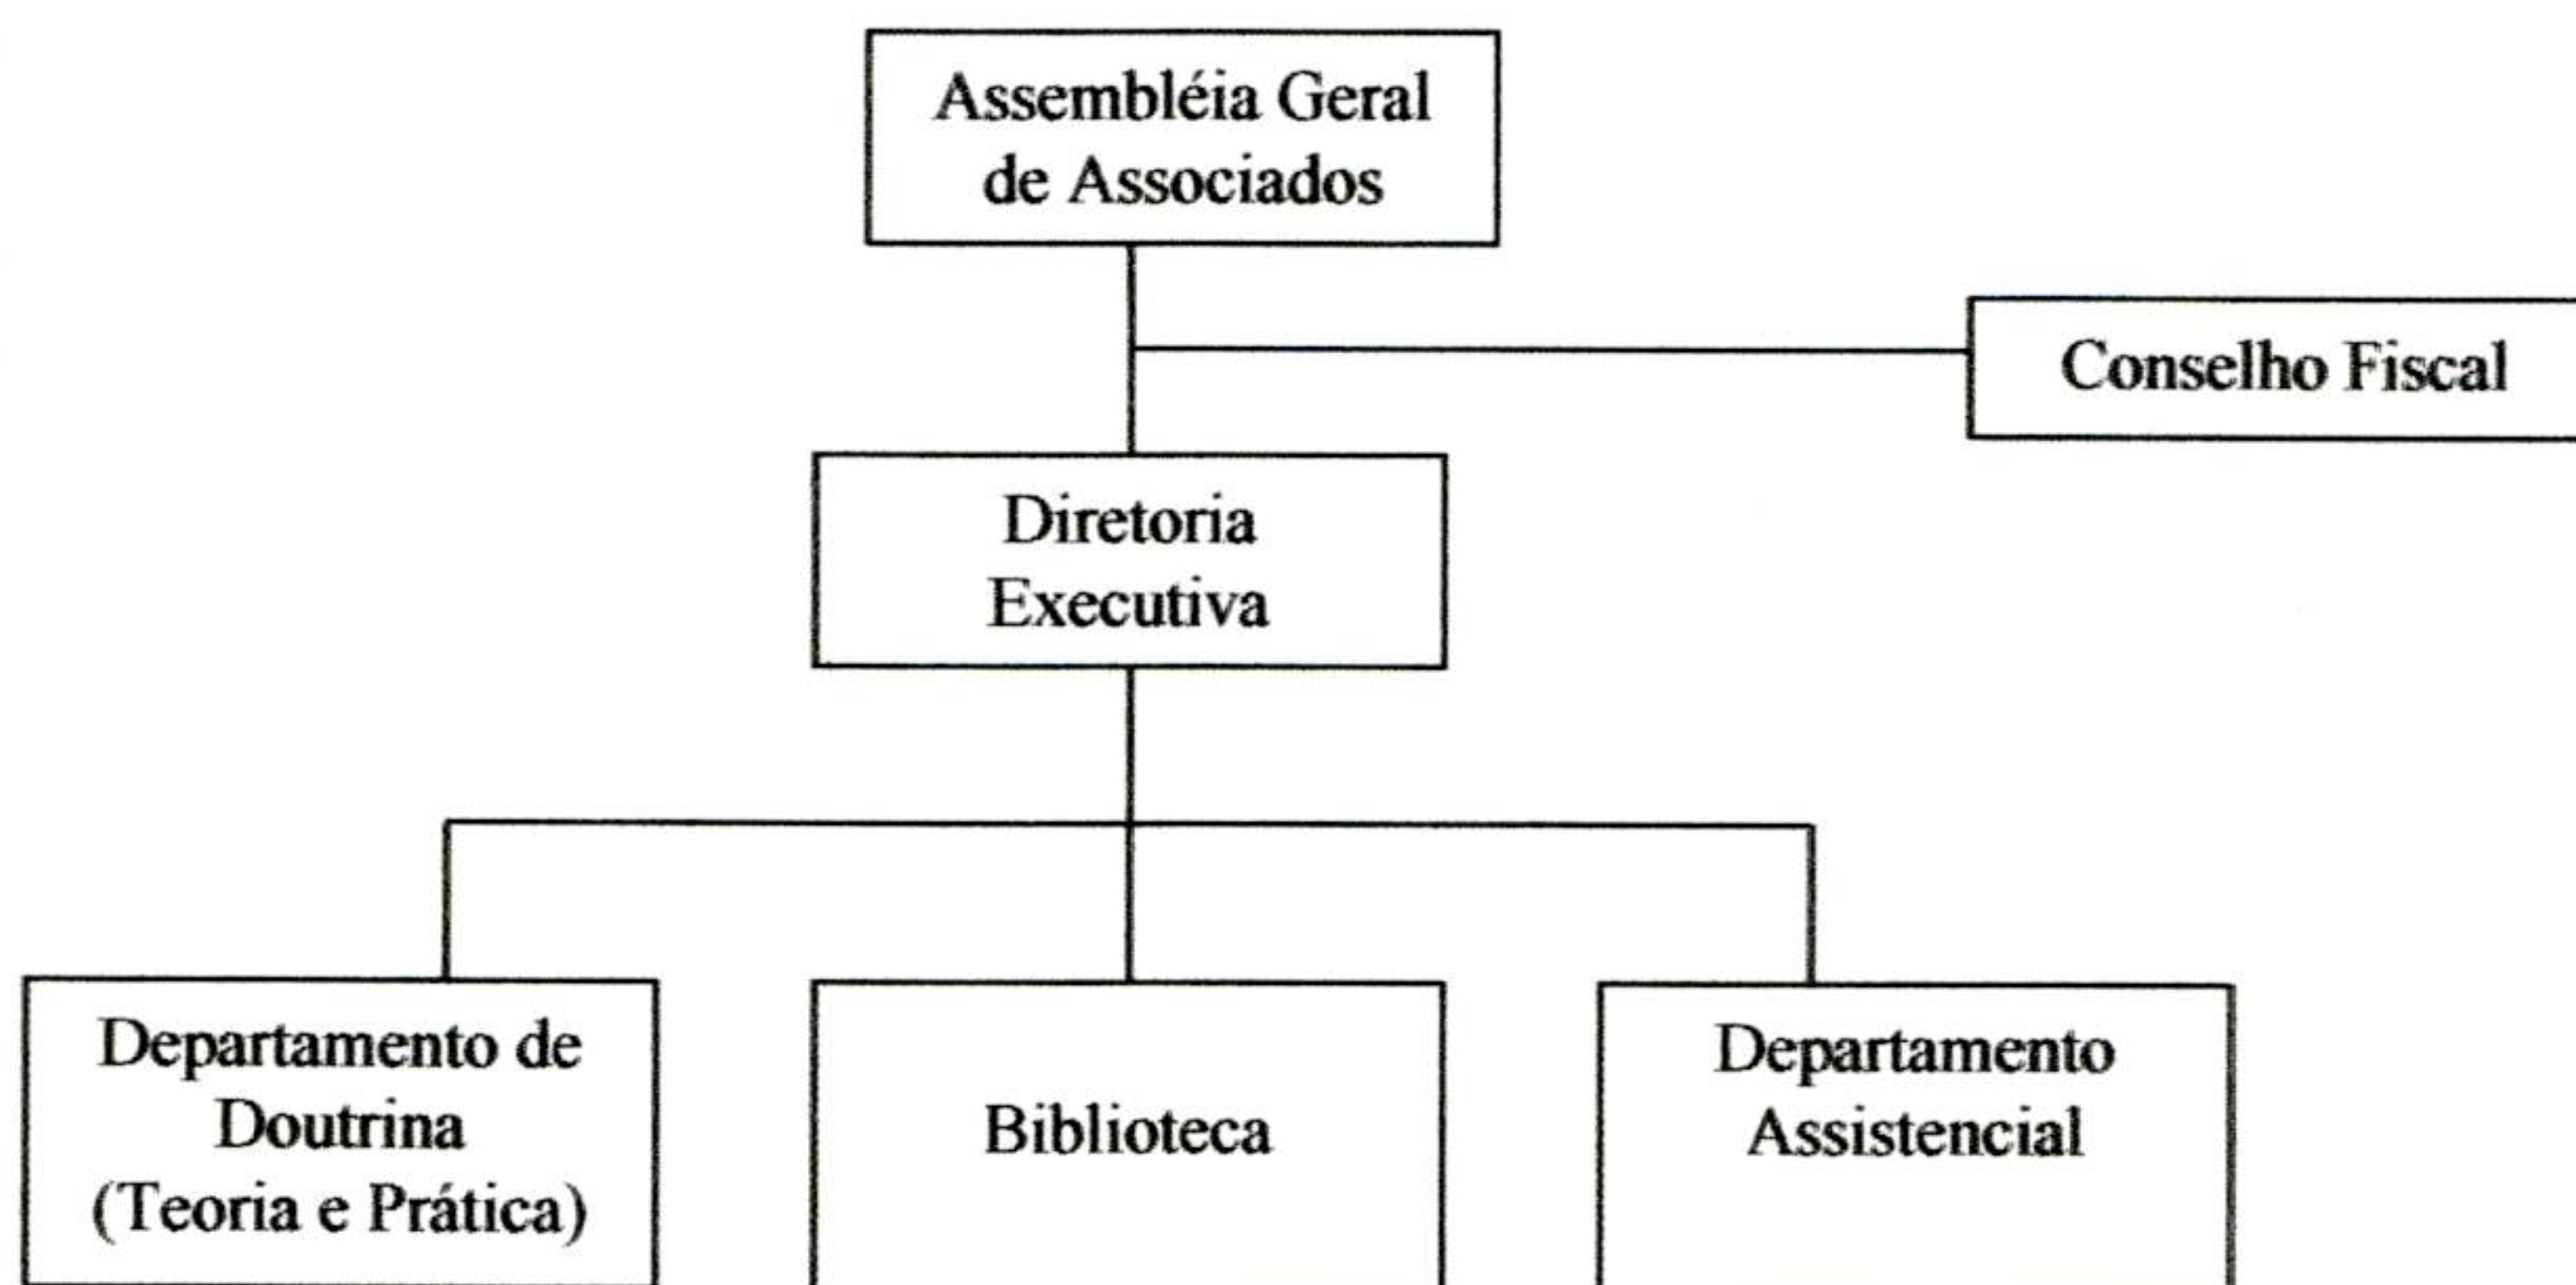 Assembléia Geral
de Associados
Conselho Fiscal
Diretoria
Executiva
Departamento de
Doutrina
(Teoria e Prática)
Biblioteca
Departamento
Assistencial